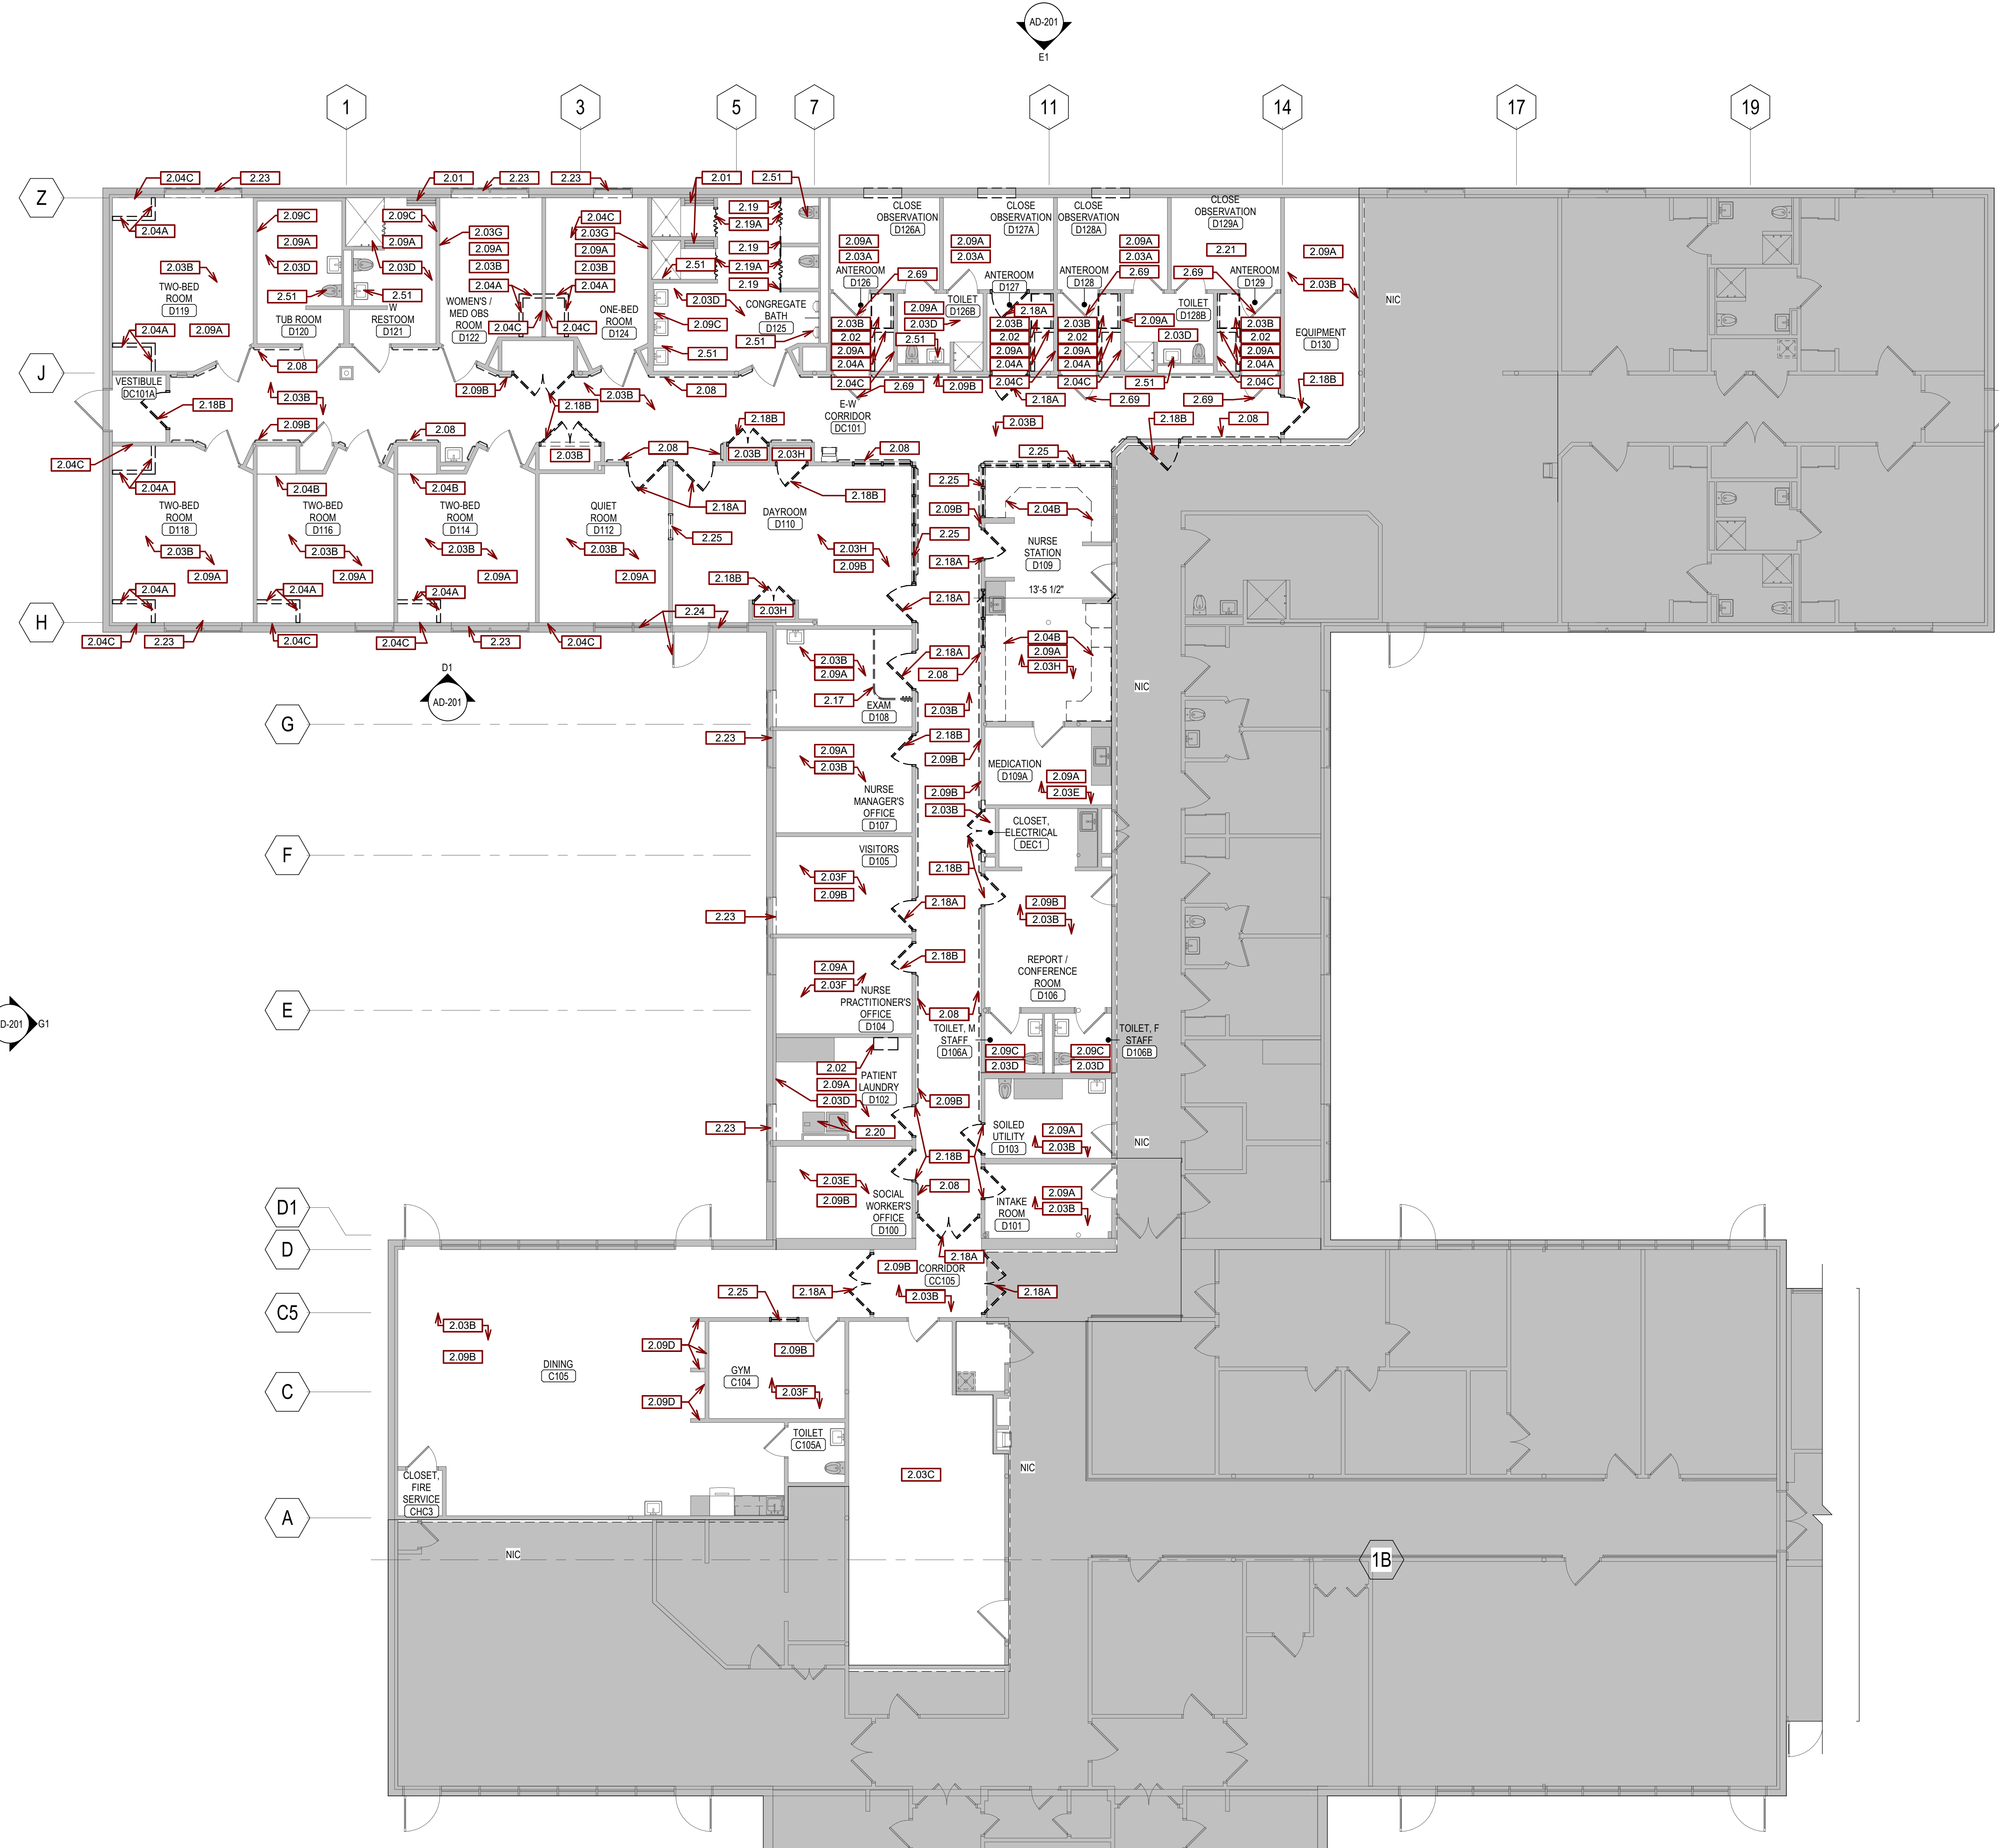 AD-201
E1
1
3
5
7
11
14
17
19
Z
2.04C
2.23
2.01
2.23
2.23
2.01
2.51
2.04A
2.03B
TWO-BED
ROOM
D119
2.04A
2.09A
2.09C
2.09A
2.03D
2.51
TUB ROOM
D120
2.08
2.09C
2.09A
2.03D
2.51
W
RESTOOM
D121
2.03G
2.09A
2.03B
2.04A
WOMEN'S /
MED OBS
ROOM
D122
2.04C
2.09B
2.04C
2.03G
2.09A
2.03B
2.04A
ONE-BED
ROOM
D124
2.04C
2.18B
2.03B
2.19
2.19A
2.19
2.19A
2.19
2.51
2.03D
2.09C
2.51
CONGREGATE
BATH
D125
2.51
2.08
CLOSE
OBSERVATION
D126A
2.09A
2.03A
ANTEROOM
D126
2.69
2.03B
2.02
2.09A
2.04A
2.04C
2.69
2.09A
TOILET
D126B
2.03D
2.51
2.09B
CLOSE
OBSERVATION
D127A
2.09A
2.03A
ANTEROOM
D127
2.18A
2.03B
2.02
2.09A
2.04A
2.04C
2.18A
CLOSE
OBSERVATION
D128A
2.09A
2.03A
ANTEROOM
D128
2.69
2.03B
2.02
2.09A
2.04A
2.04C
2.69
2.09A
TOILET
D128B
2.03D
2.51
CLOSE
OBSERVATION
D129A
2.21
2.69
ANTEROOM
D129
2.03B
2.02
2.09A
2.04A
2.04C
2.69
2.09A
2.03B
EQUIPMENT
D130
2.18B
NIC
J
VESTIBULE
DC101A
2.18B
2.03B
2.09B
2.08
2.03B
2.08
2.18B
2.03B
2.03H
E-W
CORRIDOR
DC101
2.08
2.03B
2.18B
2.08
2.04C
2.04A
TWO-BED
ROOM
D118
2.03B
2.09A
2.04A
2.04B
TWO-BED
ROOM
D116
2.03B
2.09A
2.04A
2.04B
TWO-BED
ROOM
D114
2.03B
2.09A
2.04A
QUIET
ROOM
D112
2.03B
2.09A
2.18A
2.25
2.18B
DAYROOM
D110
2.03H
2.09B
2.18B
2.03H
2.24
2.25
2.25
2.09B
2.25
2.18A
2.18A
2.04B
NURSE
STATION
D109
13'-5 1/2"
2.04B
2.09A
2.03H
H
2.04C
2.23
2.04C
2.04C
2.23
2.04C
D1
AD-201
2.03B
2.09A
2.17
EXAM
D108
2.18A
2.08
2.03B
NIC
G
2.23
2.09A
2.03B
NURSE
MANAGER'S
OFFICE
D107
2.18B
2.09B
2.09B
2.03B
MEDICATION
D109A
2.09A
2.03E
CLOSET,
ELECTRICAL
DEC1
F
VISITORS
D105
2.03F
2.09B
2.23
2.18B
2.18A
2.09B
2.03B
2.18B
2.09A
2.03F
NURSE
PRACTITIONER'S
OFFICE
D104
REPORT /
CONFERENCE
ROOM
D106
E
D-201
G1
2.08
TOILET, M
STAFF
D106A
2.09C
2.03D
2.09C
2.03D
TOILET, F
STAFF
D106B
2.02
2.09A
2.03D
PATIENT
LAUNDRY
D102
2.20
2.23
2.09B
SOILED
UTILITY
D103
2.09A
2.03B
NIC
2.18B
2.03E
2.09B
SOCIAL
WORKER'S
OFFICE
D100
2.08
INTAKE
ROOM
D101
2.09A
2.03B
D1
D
2.18A
2.09B
CORRIDOR
CC105
2.03B
2.25
2.18A
2.18A
C5
2.03B
2.09B
DINING
C105
2.09D
2.09D
2.09B
GYM
C104
2.03F
C
TOILET
C105A
2.03C
NIC
CLOSET,
FIRE
SERVICE
CHC3
A
NIC
1B